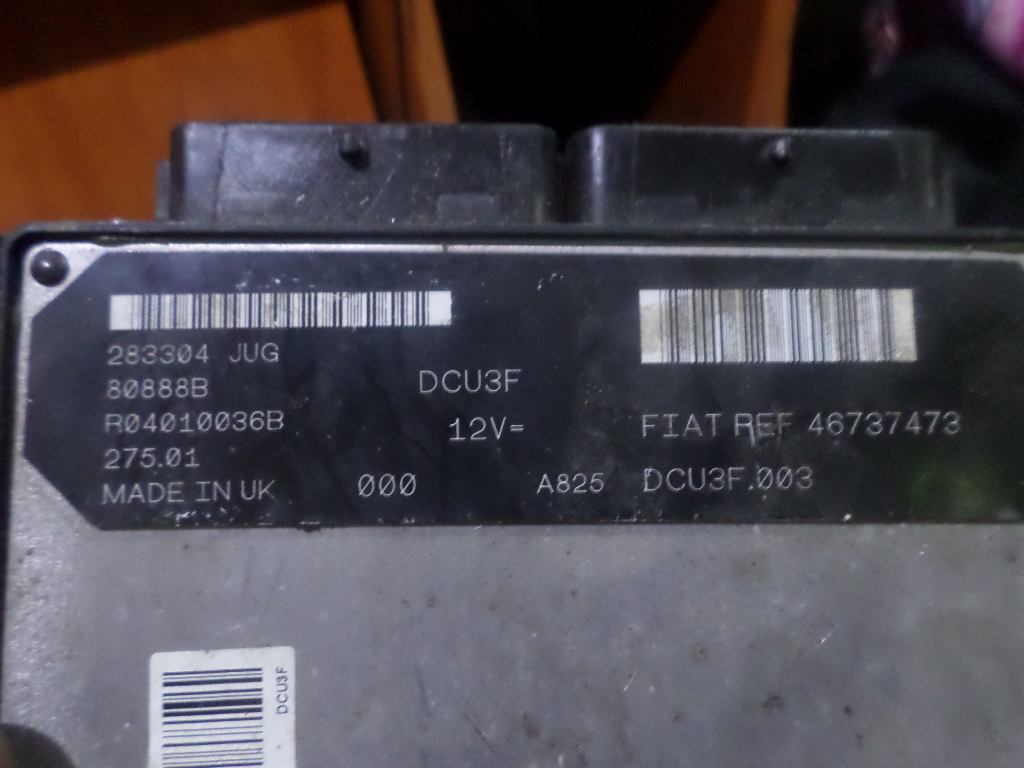 283304 JUG
80888B
R04010036B
275.01
MADE IN UK
000
DCU3F
12V=
A825
FIAT REF 46737473
DCU3F.003
DCU3F